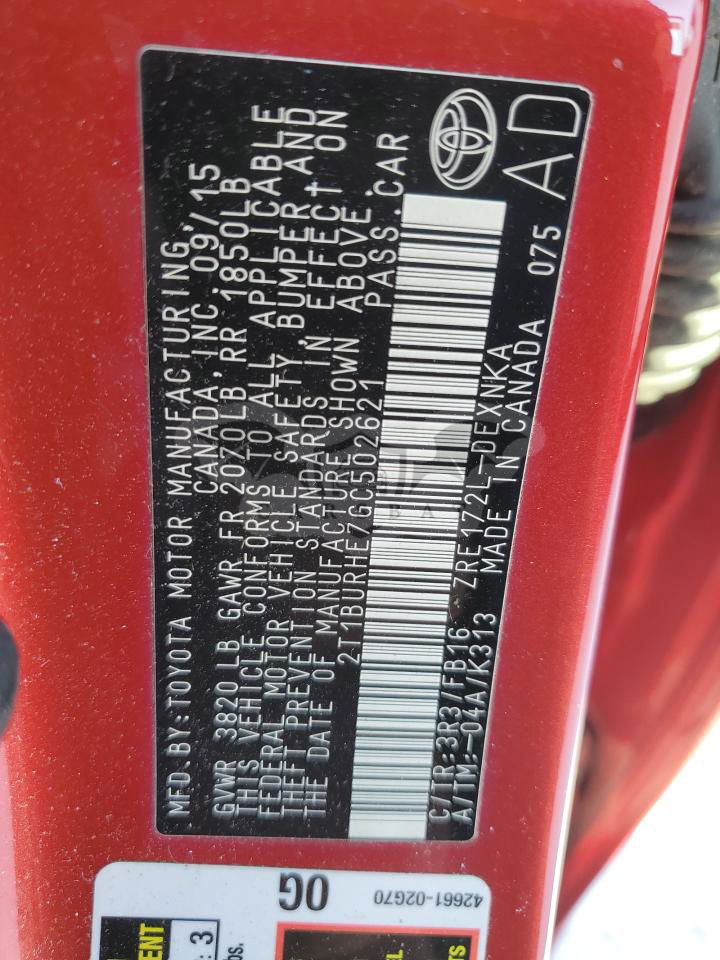 MFD.BY:TOYOTA MOTOR MANUFACTURING,
CANADA,INC.09/15
GVWR 3820LB GAWR FR 2070LB RR 1850LB
THIS VEHICLE CONFORMS TO ALL APPLICABLE
FEDERAL MOTOR VEHICLE SAFETY, BUMPER AND
THEFT PREVENTION STANDARDS IN EFFECT ON
THE DATE OF MANUFACTURE SHOWN ABOVE.
2T1BURHE7GC502621 PASS.CAR
C/TR:3R3/FB16 ZRE172L-DEXNKA
A/TM:-04A/K313 MADE IN CANADA 075
AD
42661-02G70
OG
: 3